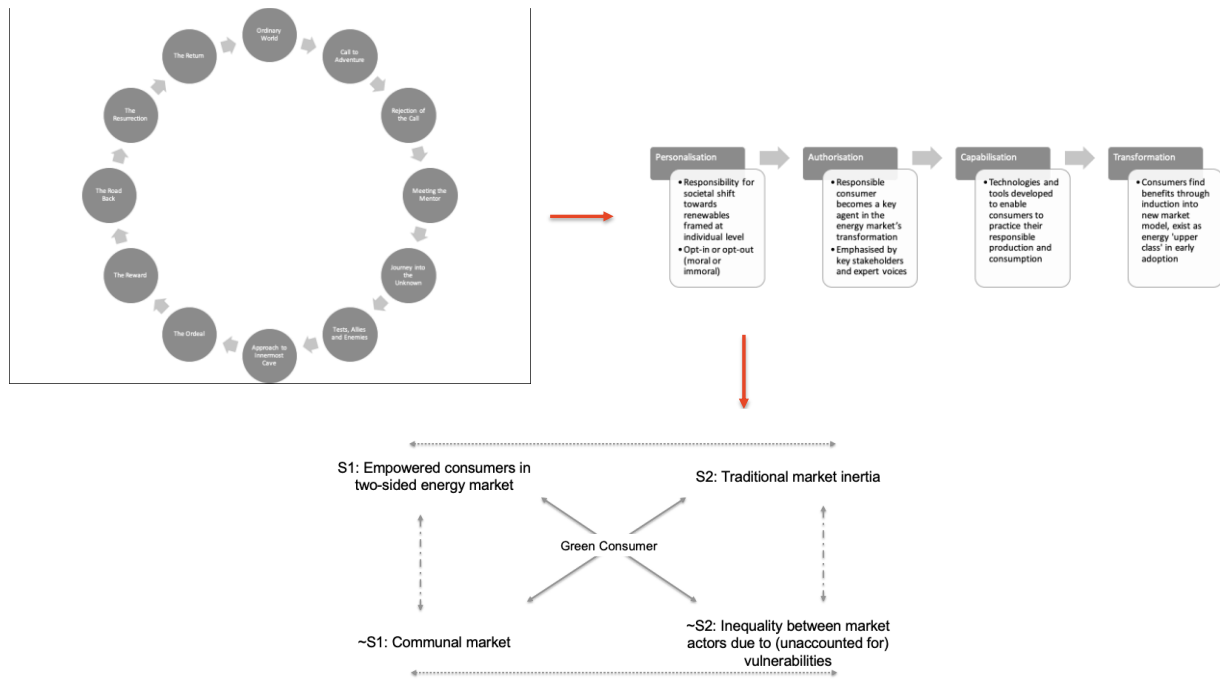 Ordinary
World
Call to
Adventure
Rejection of
the Call
Meeting the
Mentor
Journey into
the
Unknown
Tests, Allies
and Enemies
Approach to
Innermost
Cave
The Ordeal
The Reward
The Road
Back
The
Resurrection
The Return
Personalisation
• Responsibility for
societal shift
towards
renewables
framed at
individual level
• Opt-in or opt-out
(moral or
immoral)
Authorisation
• Responsible
consumer
becomes a key
agent in the
energy market's
transformation
• Emphasised by
key stakeholders
and expert voices
Capabilisation
• Technologies and
tools developed
to enable
consumers to
practice their
responsible
production and
consumption
Transformation
• Consumers find
benefits through
induction into
new market
model, exist as
energy 'upper
class' in early
adoption
S1: Empowered consumers in
two-sided energy market
S2: Traditional market inertia
Green Consumer
~S1: Communal market
~S2: Inequality between market
actors due to (unaccounted for)
vulnerabilities